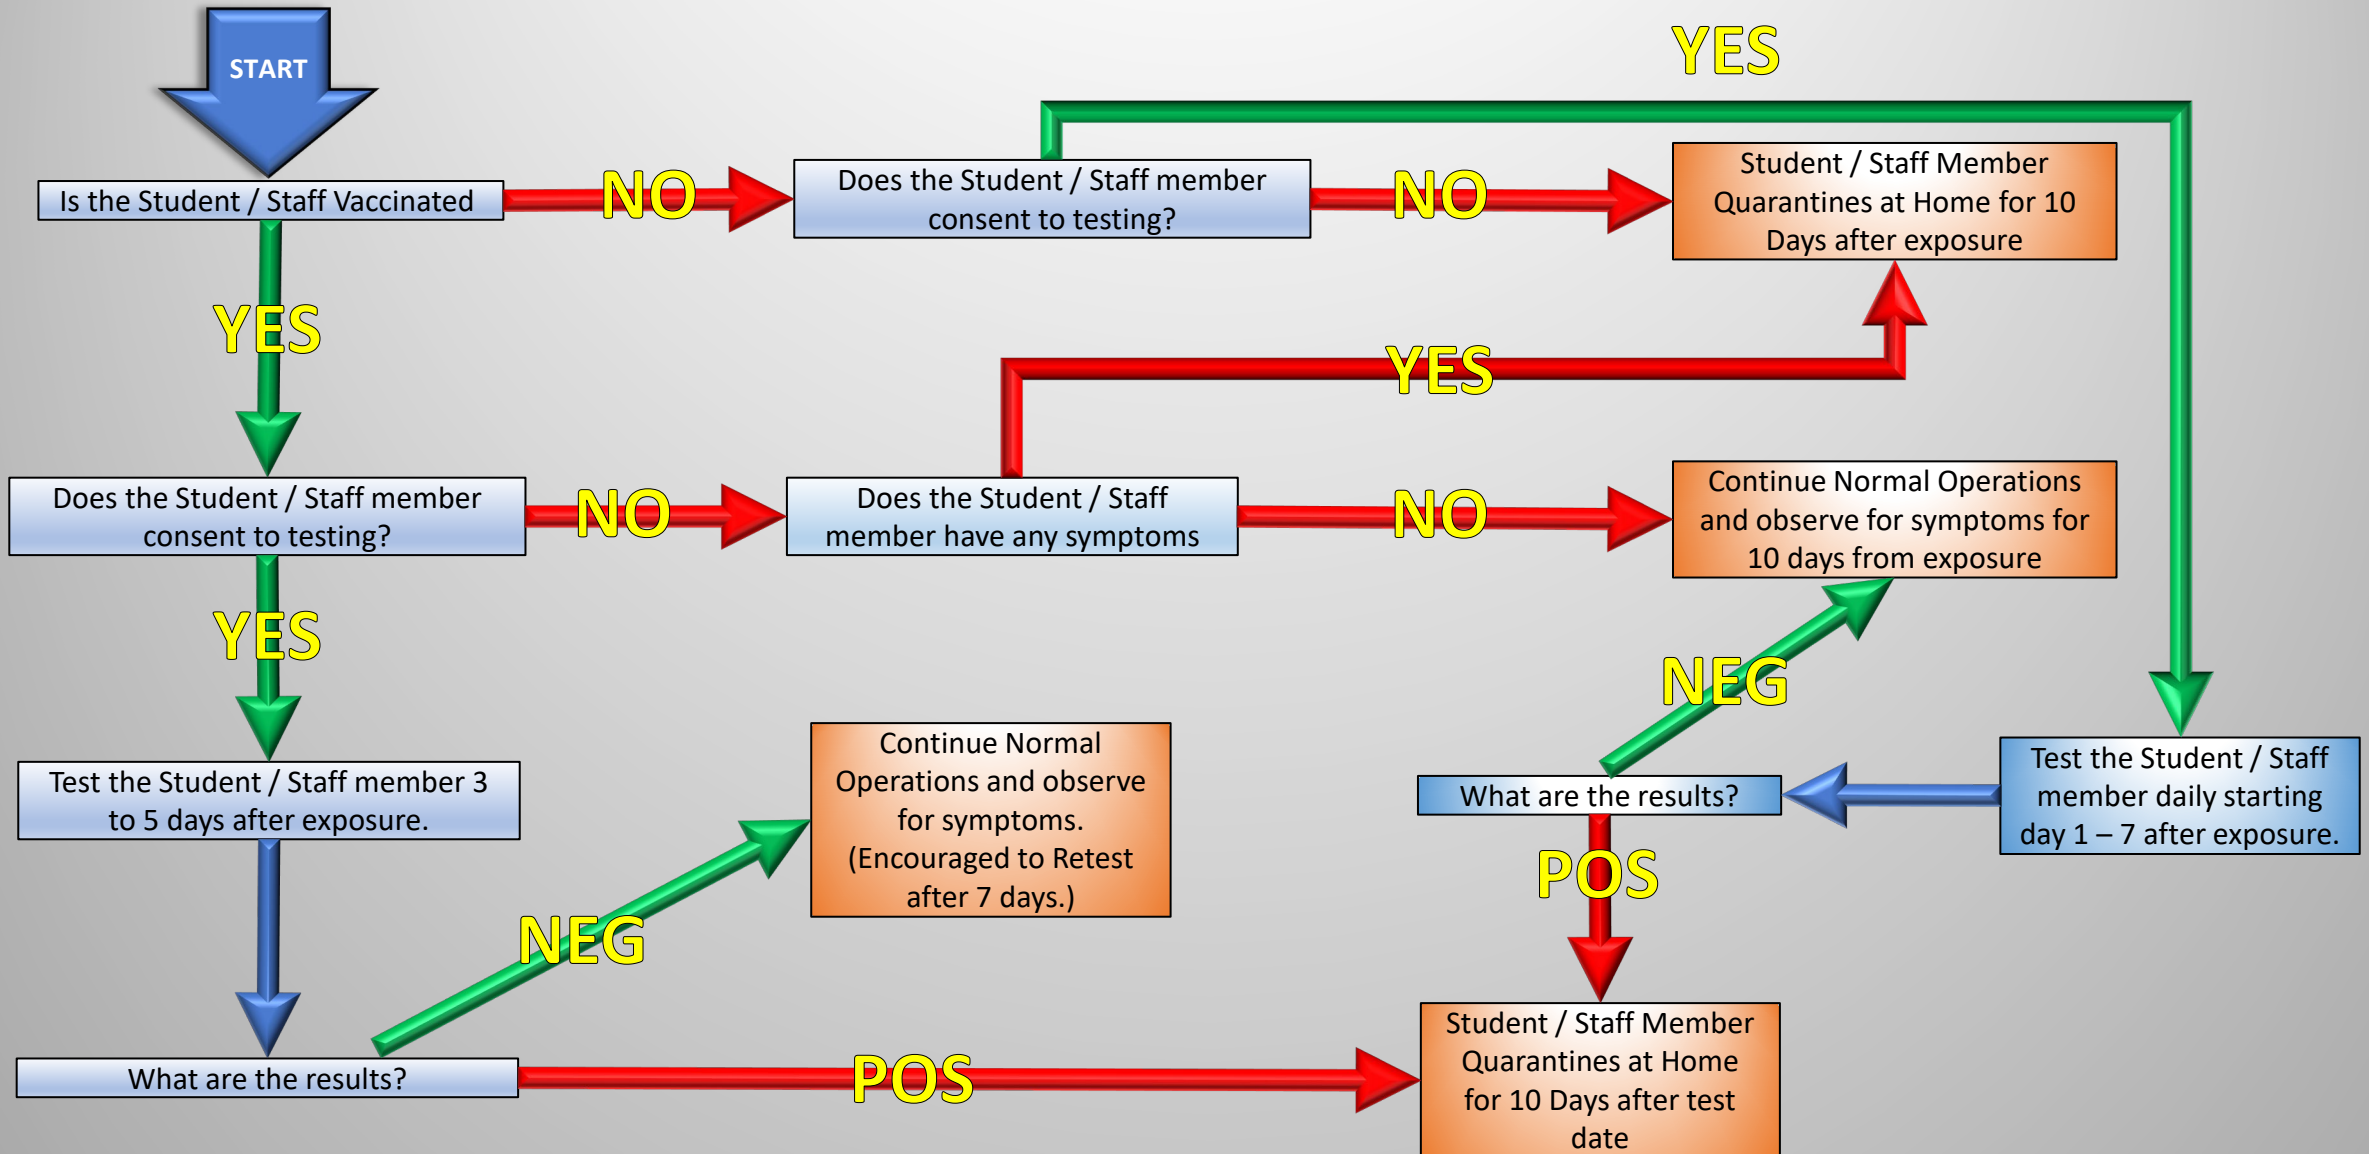 START
YES
Is the Student / Staff Vaccinated
NO
Does the Student / Staff member
consent to testing?
NO
Student / Staff Member
Quarantines at Home for 10
Days after exposure
YES
YES
Does the Student / Staff member
consent to testing?
NO
Does the Student / Staff
member have any symptoms
NO
Continue Normal Operations
and observe for symptoms for
10 days from exposure
YES
NEG
Test the Student / Staff member 3
to 5 days after exposure.
Continue Normal
Operations and observe
for symptoms.
(Encouraged to Retest
after 7 days.)
What are the results?
Test the Student / Staff
member daily starting
day 1 – 7 after exposure.
POS
NEG
What are the results?
POS
Student / Staff Member
Quarantines at Home
for 10 Days after test
date